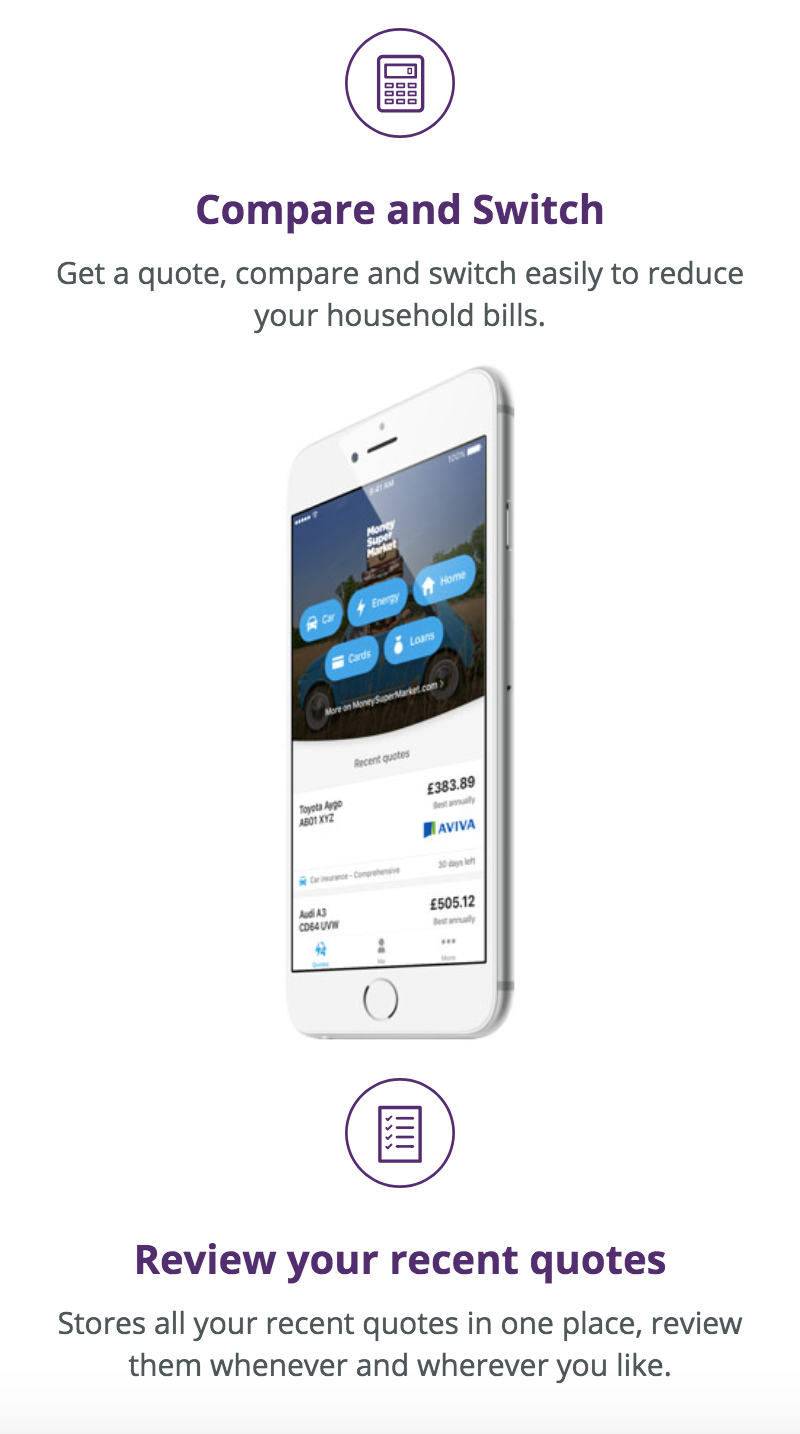 Compare and Switch
Get a quote, compare and switch easily to reduce
your household bills.
100%
9:41 AM
Money
Super
Market
Car
Energy
Home
Cards
Loans
More on MoneySuperMarket.com >
Recent quotes
Toyota Aygo
AB01 XYZ
£383.89
Best annually
AVIVA
Car insurance - Comprehensive
30 days left
Audi A3
CD64 UVW
£505.12
Best annually
Quotes
Me
More
Review your recent quotes
Stores all your recent quotes in one place, review
them whenever and wherever you like.